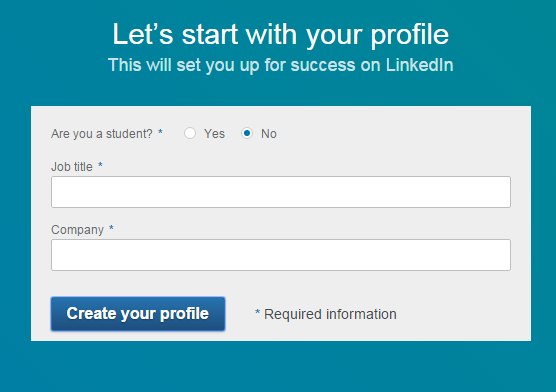 Let's start with your profile
This will set you up for success on LinkedIn
Are you a student? * Yes No
Job title *
Company *
Create your profile * Required information